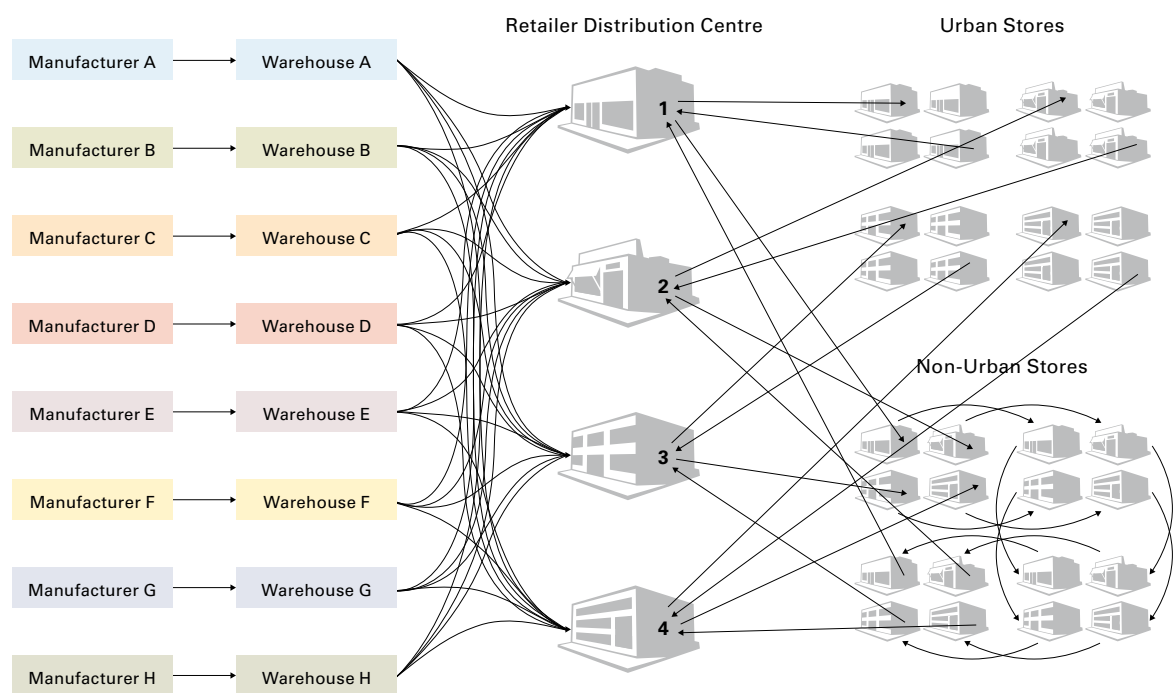 Retailer Distribution Centre
Urban Stores
Manufacturer A
Warehouse A
Manufacturer B
Warehouse B
Manufacturer C
Warehouse C
Manufacturer D
Warehouse D
Manufacturer E
Warehouse E
Manufacturer F
Warehouse F
Manufacturer G
Warehouse G
Manufacturer H
Warehouse H
1
2
3
4
Non-Urban Stores